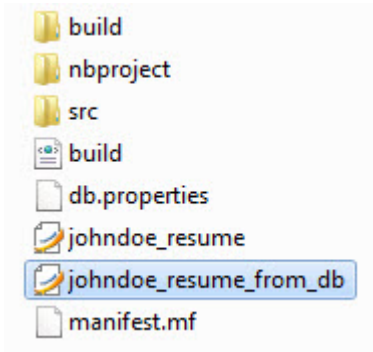 build
nbproject
src
build
db.properties
johndoe_resume
johndoe_resume_from_db
manifest.mf